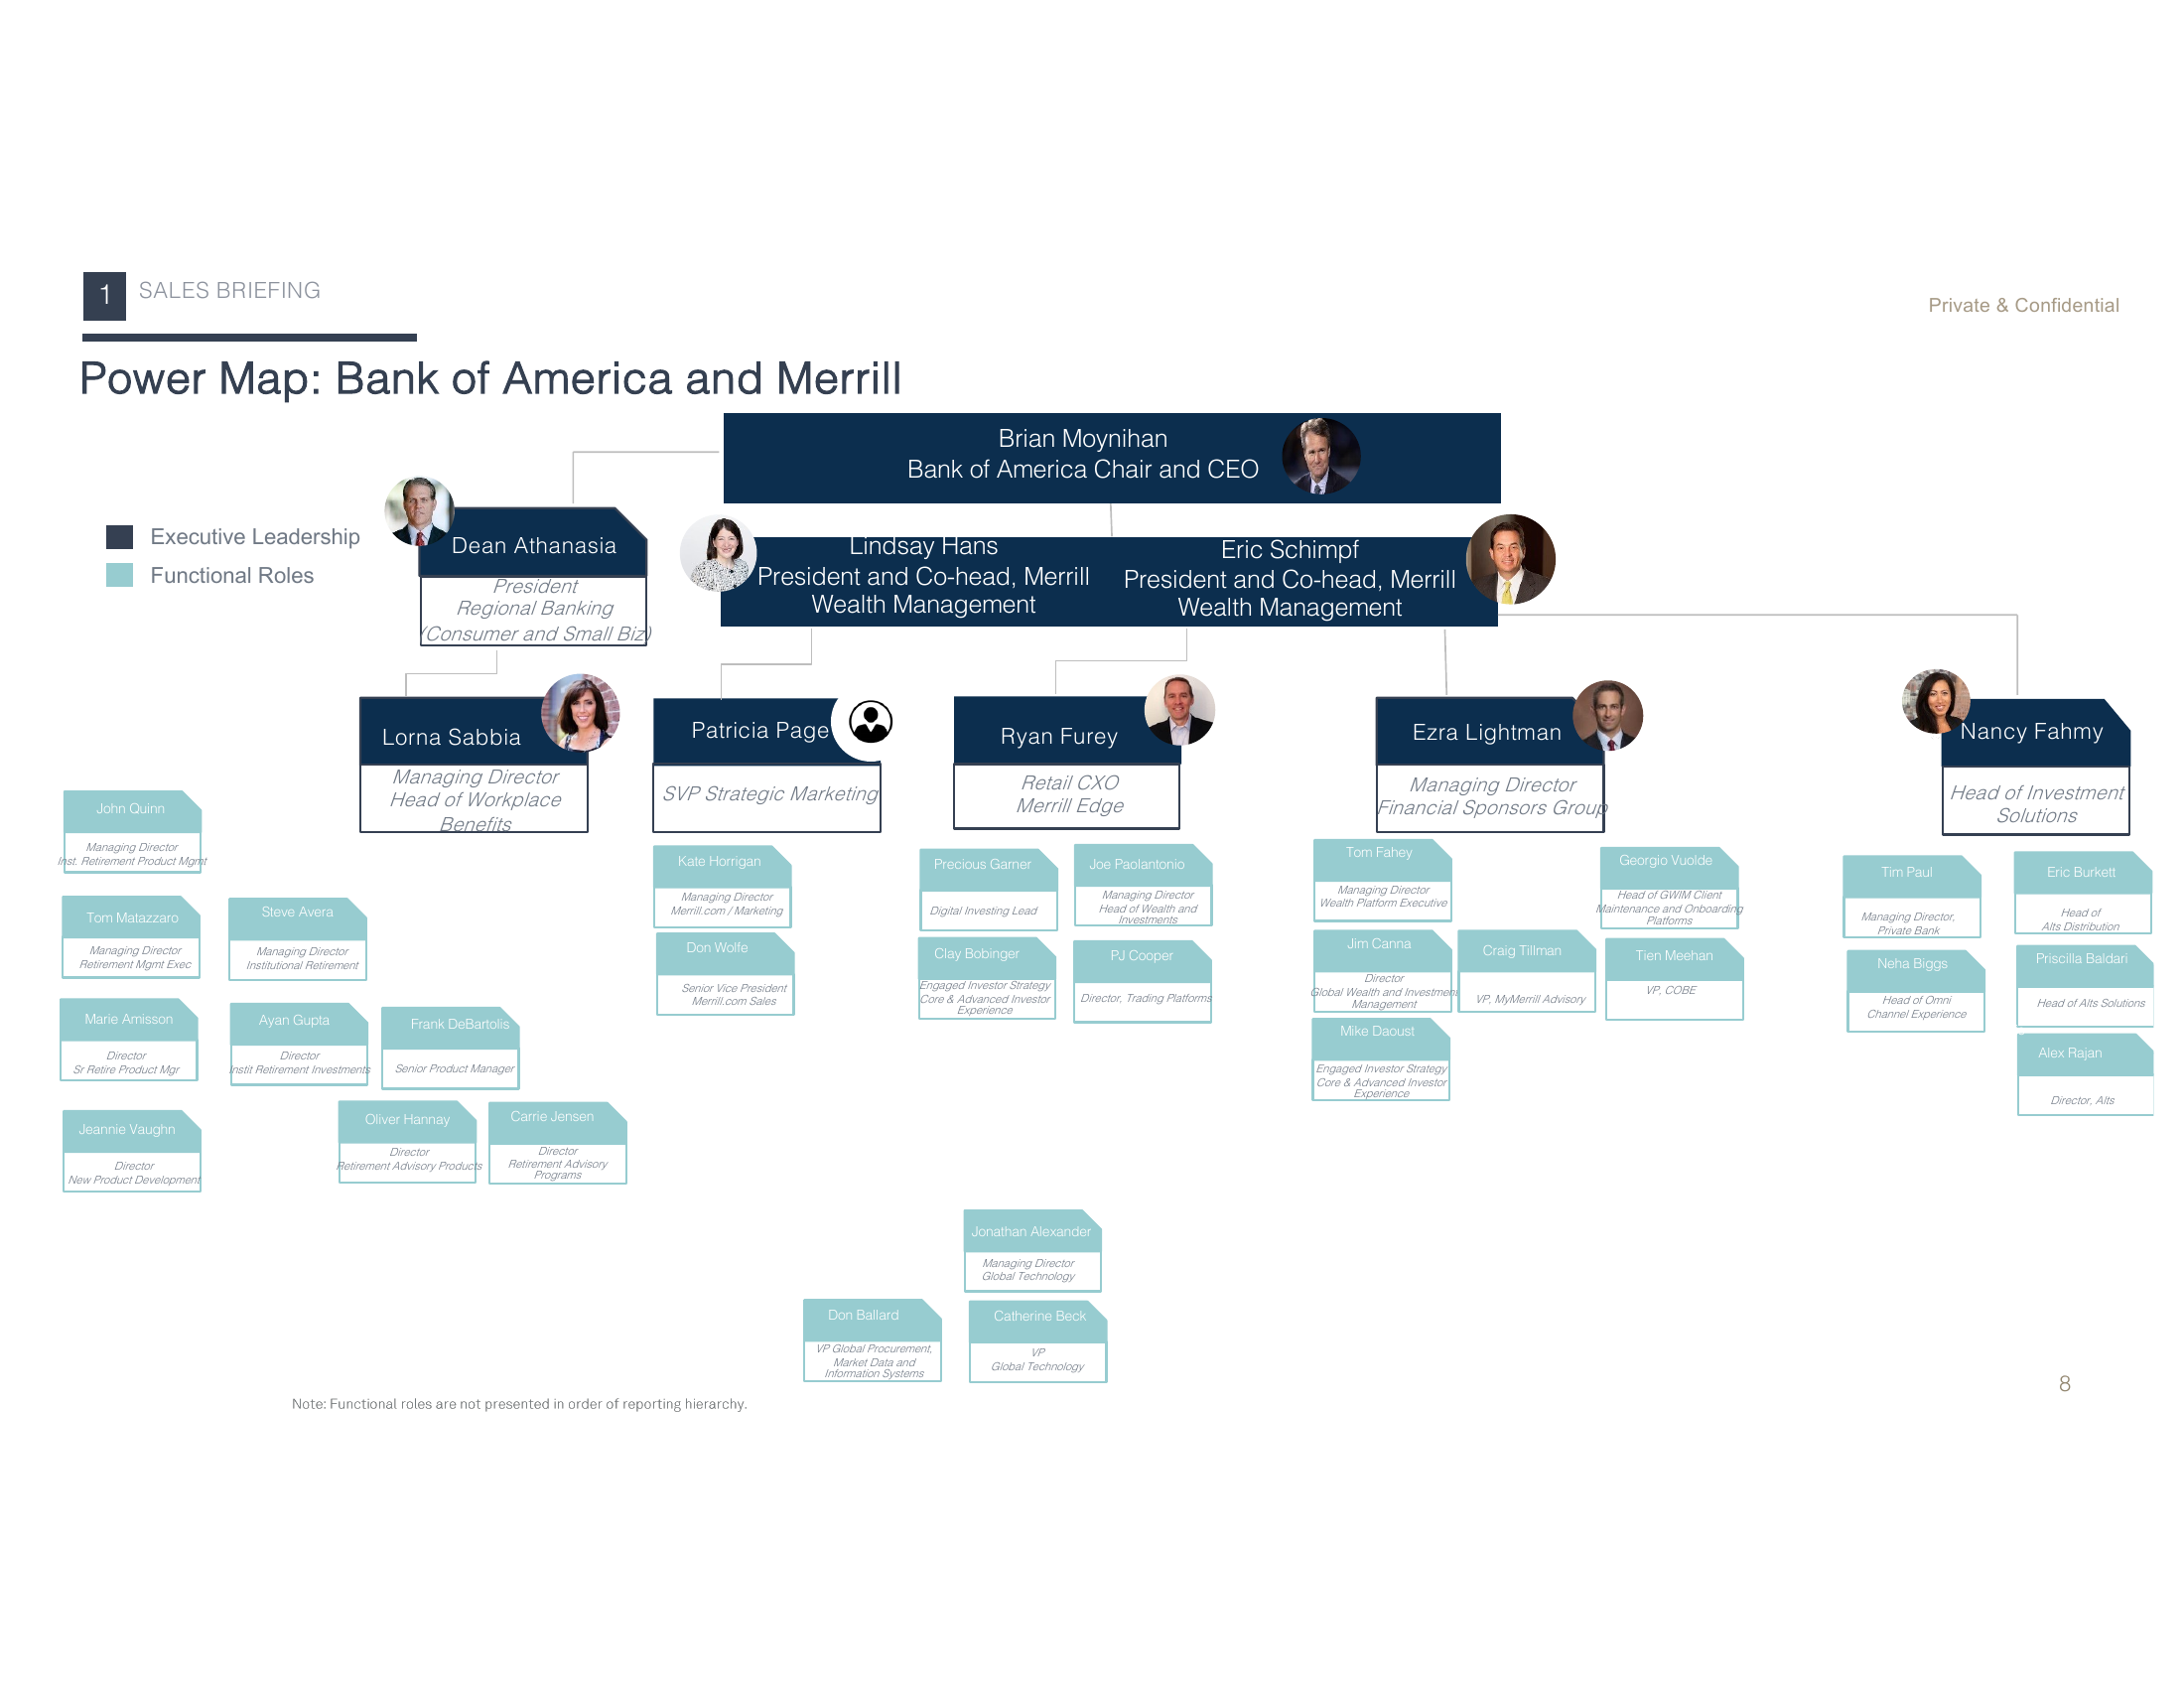 1 SALES BRIEFING
Private & Confidential
Power Map: Bank of America and Merrill
Brian Moynihan
Bank of America Chair and CEO
Executive Leadership
Functional Roles
Dean Athanasia
President
Regional Banking
(Consumer and Small Biz)
Lindsay Hans
President and Co-head, Merrill
Wealth Management
Eric Schimpf
President and Co-head, Merrill
Wealth Management
Lorna Sabbia
Managing Director
Head of Workplace
Benefits
Patricia Page
SVP Strategic Marketing
Ryan Furey
Retail CXO
Merrill Edge
Ezra Lightman
Managing Director
Financial Sponsors Group
Nancy Fahmy
Head of Investment
Solutions
John Quinn
Managing Director
Inst. Retirement Product Mgmt
Tom Matazzaro
Managing Director
Retirement Mgmt Exec
Steve Avera
Managing Director
Institutional Retirement
Marie Amisson
Director
Sr Retire Product Mgr
Ayan Gupta
Director
Instit Retirement Investments
Frank DeBartolis
Senior Product Manager
Jeannie Vaughn
Director
New Product Development
Oliver Hannay
Director
Retirement Advisory Products
Carrie Jensen
Director
Retirement Advisory
Programs
Kate Horrigan
Managing Director
Merrill.com / Marketing
Don Wolfe
Senior Vice President
Merrill.com Sales
Precious Garner
Digital Investing Lead
Joe Paolantonio
Managing Director
Head of Wealth and
Investments
Clay Bobinger
Engaged Investor Strategy
Core & Advanced Investor
Experience
PJ Cooper
Director, Trading Platforms
Tom Fahey
Managing Director
Wealth Platform Executive
Georgio Vuolde
Head of GWIM Client
Maintenance and Onboarding
Platforms
Jim Canna
Director
Global Wealth and Investment
Management
Craig Tillman
VP, MyMerrill Advisory
Tien Meehan
VP, COBE
Mike Daoust
Engaged Investor Strategy
Core & Advanced Investor
Experience
Tim Paul
Managing Director,
Private Bank
Eric Burkett
Head of
Alts Distribution
Neha Biggs
Head of Omni
Channel Experience
Priscilla Baldari
Head of Alts Solutions
Alex Rajan
Director, Alts
Jonathan Alexander
Managing Director
Global Technology
Don Ballard
VP Global Procurement,
Market Data and
Information Systems
Catherine Beck
VP
Global Technology
Note: Functional roles are not presented in order of reporting hierarchy.
8